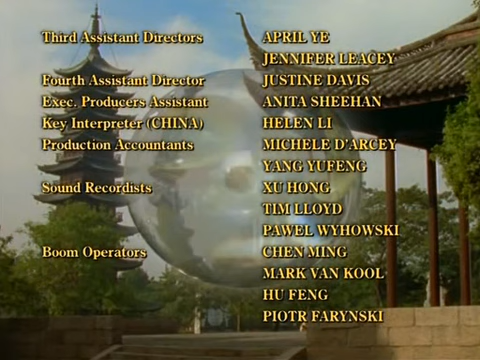 Third Assistant Directors APRIL YE
JENNIFER LEACEY
Fourth Assistant Director JUSTINE DAVIS
Exec. Producers Assistant ANITA SHEEHAN
Key Interpreter (CHINA) HELEN LI
Production Accountants MICHELE D'ARCEY
YANG YUFENG
Sound Recordists XU HONG
TIM LLOYD
PAWEL WYHOWSKI
Boom Operators CHEN MING
MARK VAN KOOL
HU FENG
PIOTR FARYNSKI